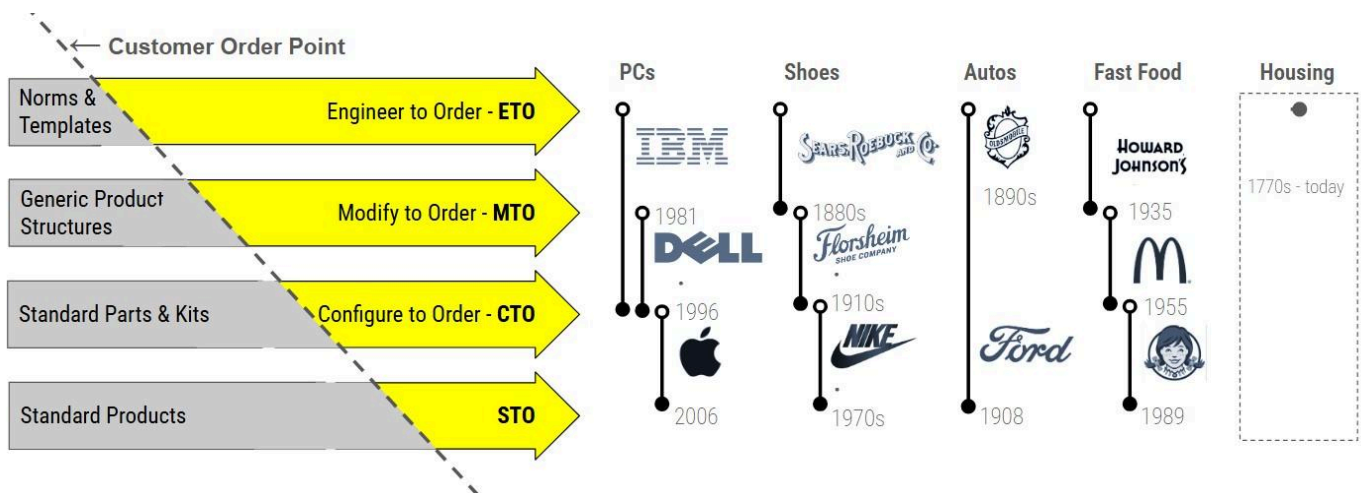 ← Customer Order Point
PCs
Shoes
Autos
Fast Food
Housing
Norms &
Templates
Engineer to Order - ETO
IBM
SEARS, ROEBUCK
AND CO.
OLDSMOBILE
HOWARD
JOHNSON'S
1890s
1770s - today
Generic Product
Structures
Modify to Order - MTO
1981
DELL
1880s
Florsheim
SHOE COMPANY
1935
Standard Parts & Kits
Configure to Order - CTO
1996
1910s
NIKE
Ford
1955
Standard Products
STO
2006
1970s
1908
1989